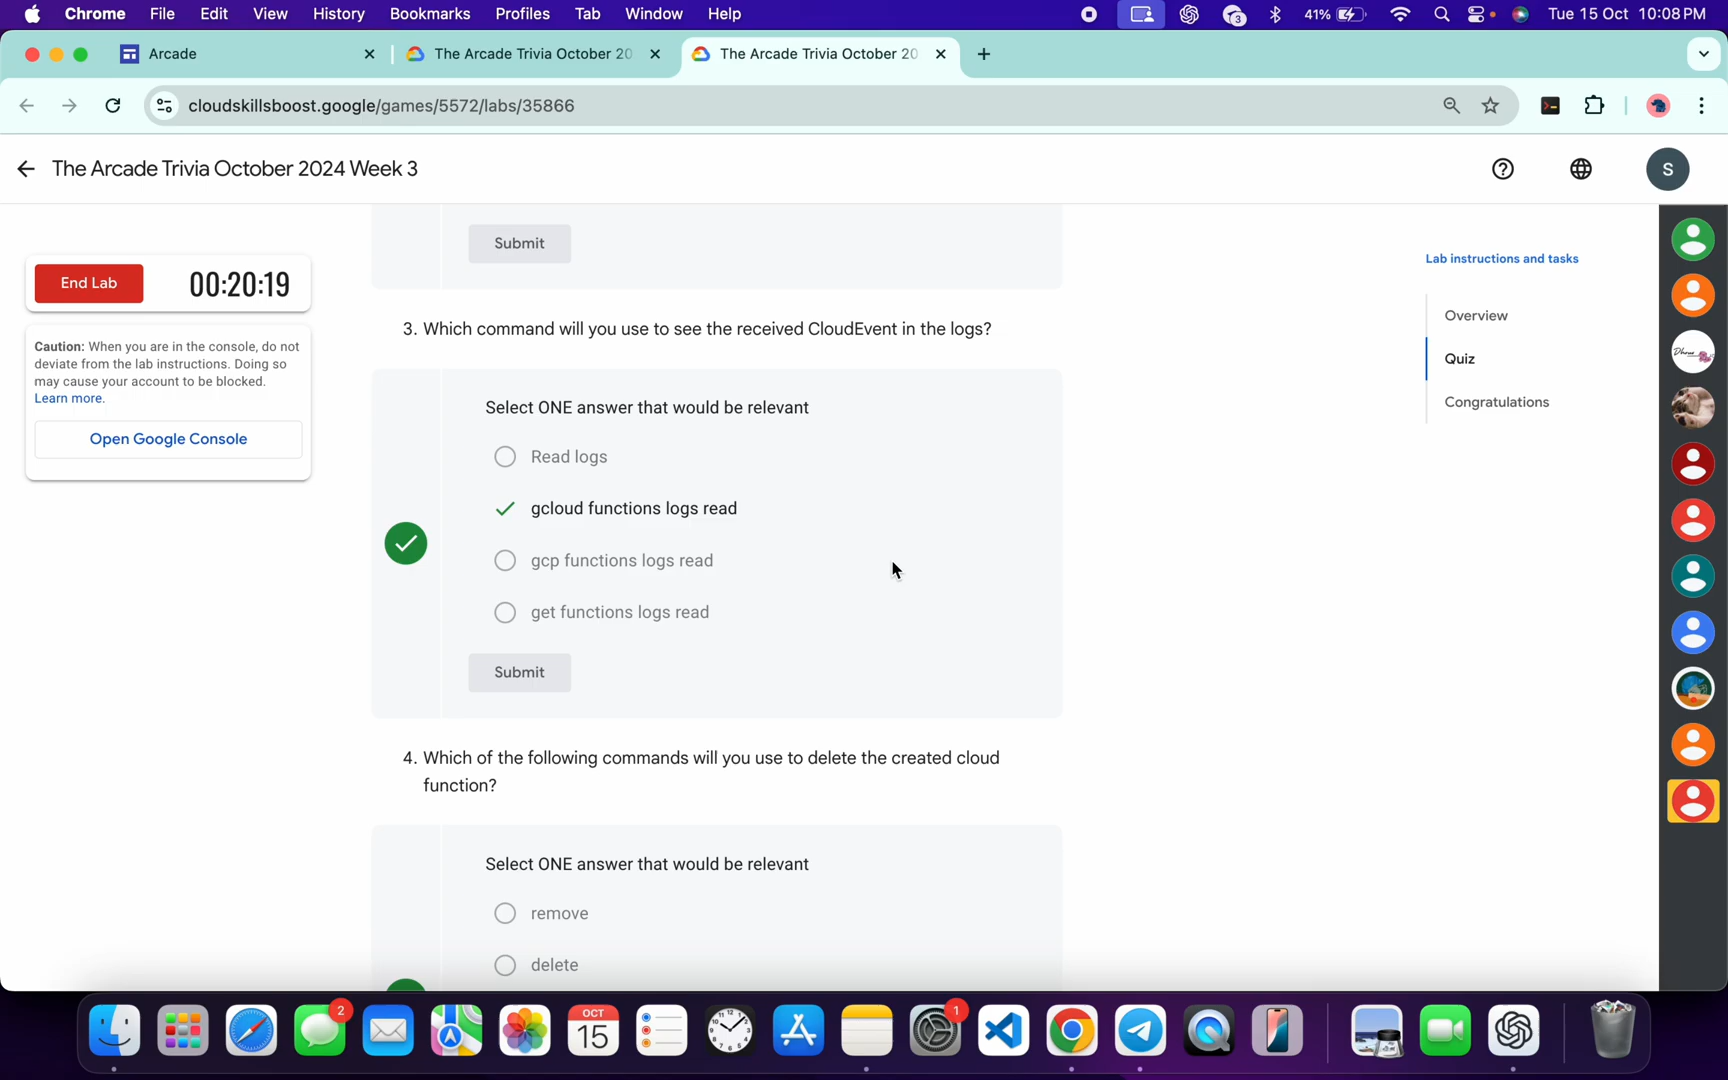 Chrome File Edit View History Bookmarks Profiles Tab Window Help 3 41% Tue 15 Oct 10:08 PM
Arcade The Arcade Trivia October 20 The Arcade Trivia October 20
cloudskillsboost.google/games/5572/labs/35866
The Arcade Trivia October 2024 Week 3 S
Submit
End Lab 00:20:19
Caution: When you are in the console, do not
deviate from the lab instructions. Doing so
may cause your account to be blocked.
Learn more.
Open Google Console
3. Which command will you use to see the received CloudEvent in the logs?
Select ONE answer that would be relevant
Read logs
gcloud functions logs read
gcp functions logs read
get functions logs read
Submit
4. Which of the following commands will you use to delete the created cloud
function?
Select ONE answer that would be relevant
remove
delete
Lab instructions and tasks
Overview
Quiz
Congratulations
2 OCT 1
15